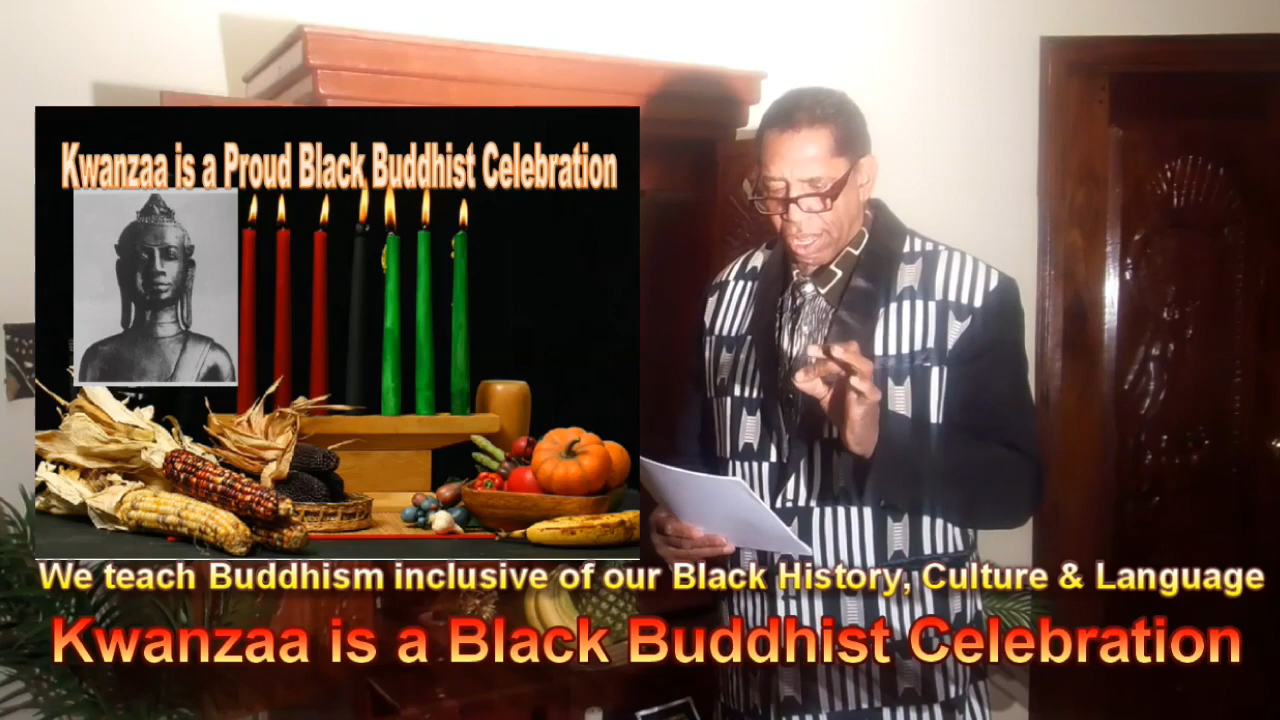 Kwanzaa is a Proud Black Buddhist Celebration
We teach Buddhism inclusive of our Black History, Culture & Language
Kwanzaa is a Black Buddhist Celebration